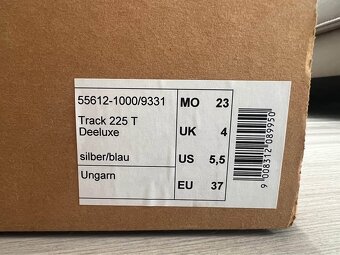 55612-1000/9331
Track 225 T
Deeluxe
silber/blau
Ungarn
MO 23
UK 4
US 5,5
EU 37
9 008312 089950